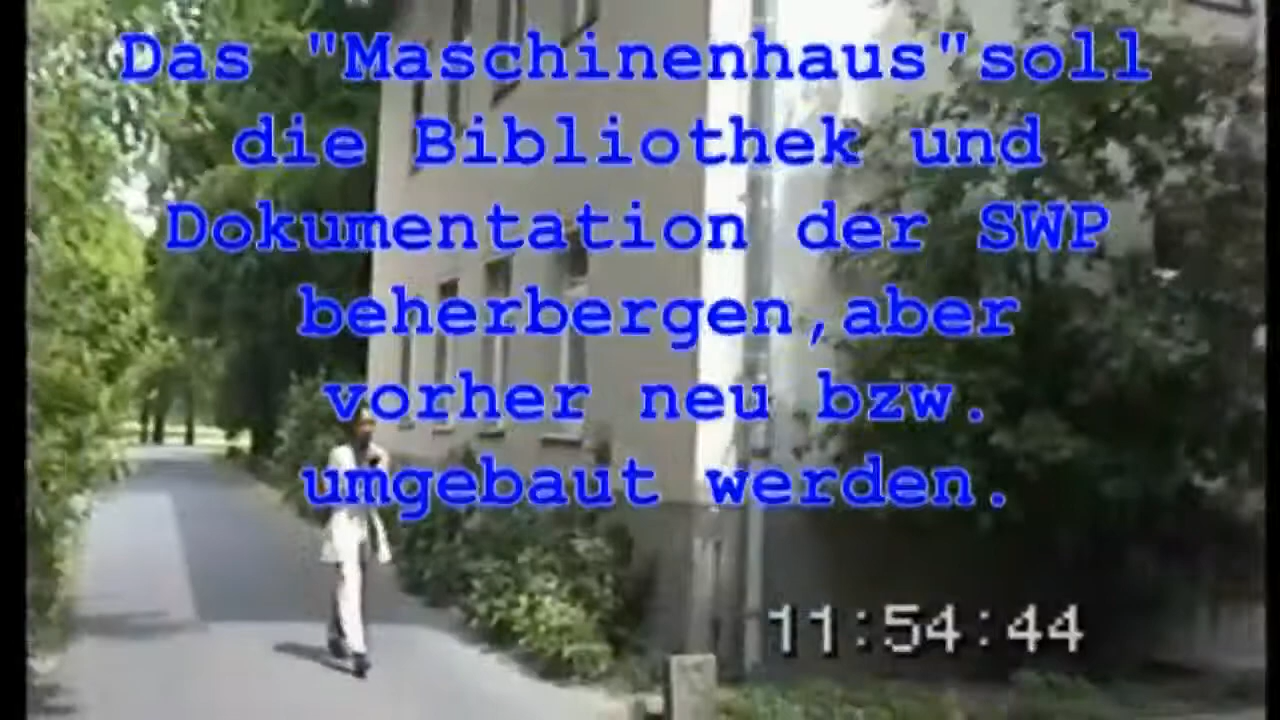 Das "Maschinenhaus"soll
die Bibliothek und
Dokumentation der SWP
beherbergen,aber
vorher neu bzw.
umgebaut werden.
11:54:44